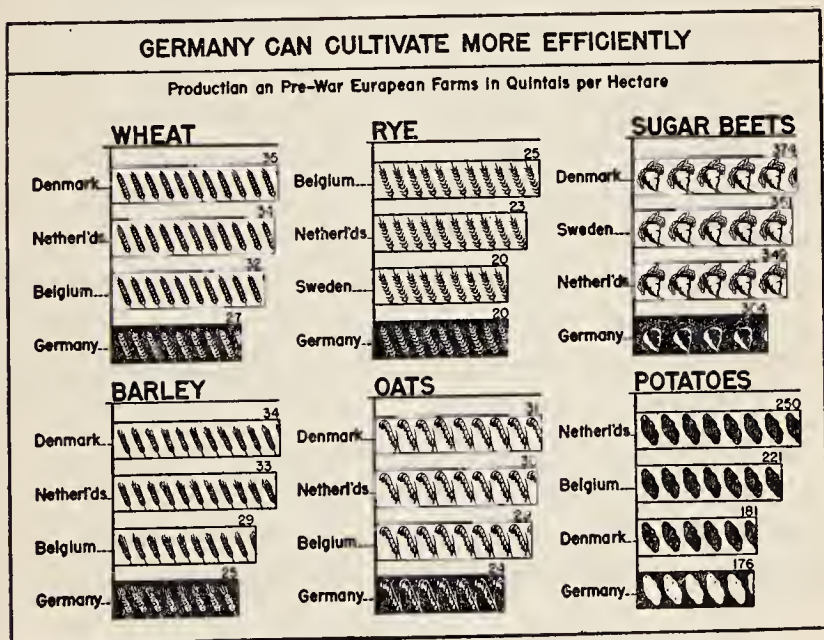 GERMANY CAN CULTIVATE MORE EFFICIENTLY
Production an Pre-War European Farms in Quintals per Hectare
WHEAT
Denmark 35
Netherl'ds 34
Belgium 32
Germany 27
RYE
Belgium 25
Netherl'ds 23
Sweden 20
Germany 20
SUGAR BEETS
Denmark 374
Sweden
Netherl'ds
Germany
BARLEY
Denmark 34
Netherl'ds 33
Belgium 29
Germany 25
OATS
Denmark 31
Netherl'ds 30
Belgium 29
Germany 24
POTATOES
Netherl'ds 250
Belgium 221
Denmark 181
Germany 176